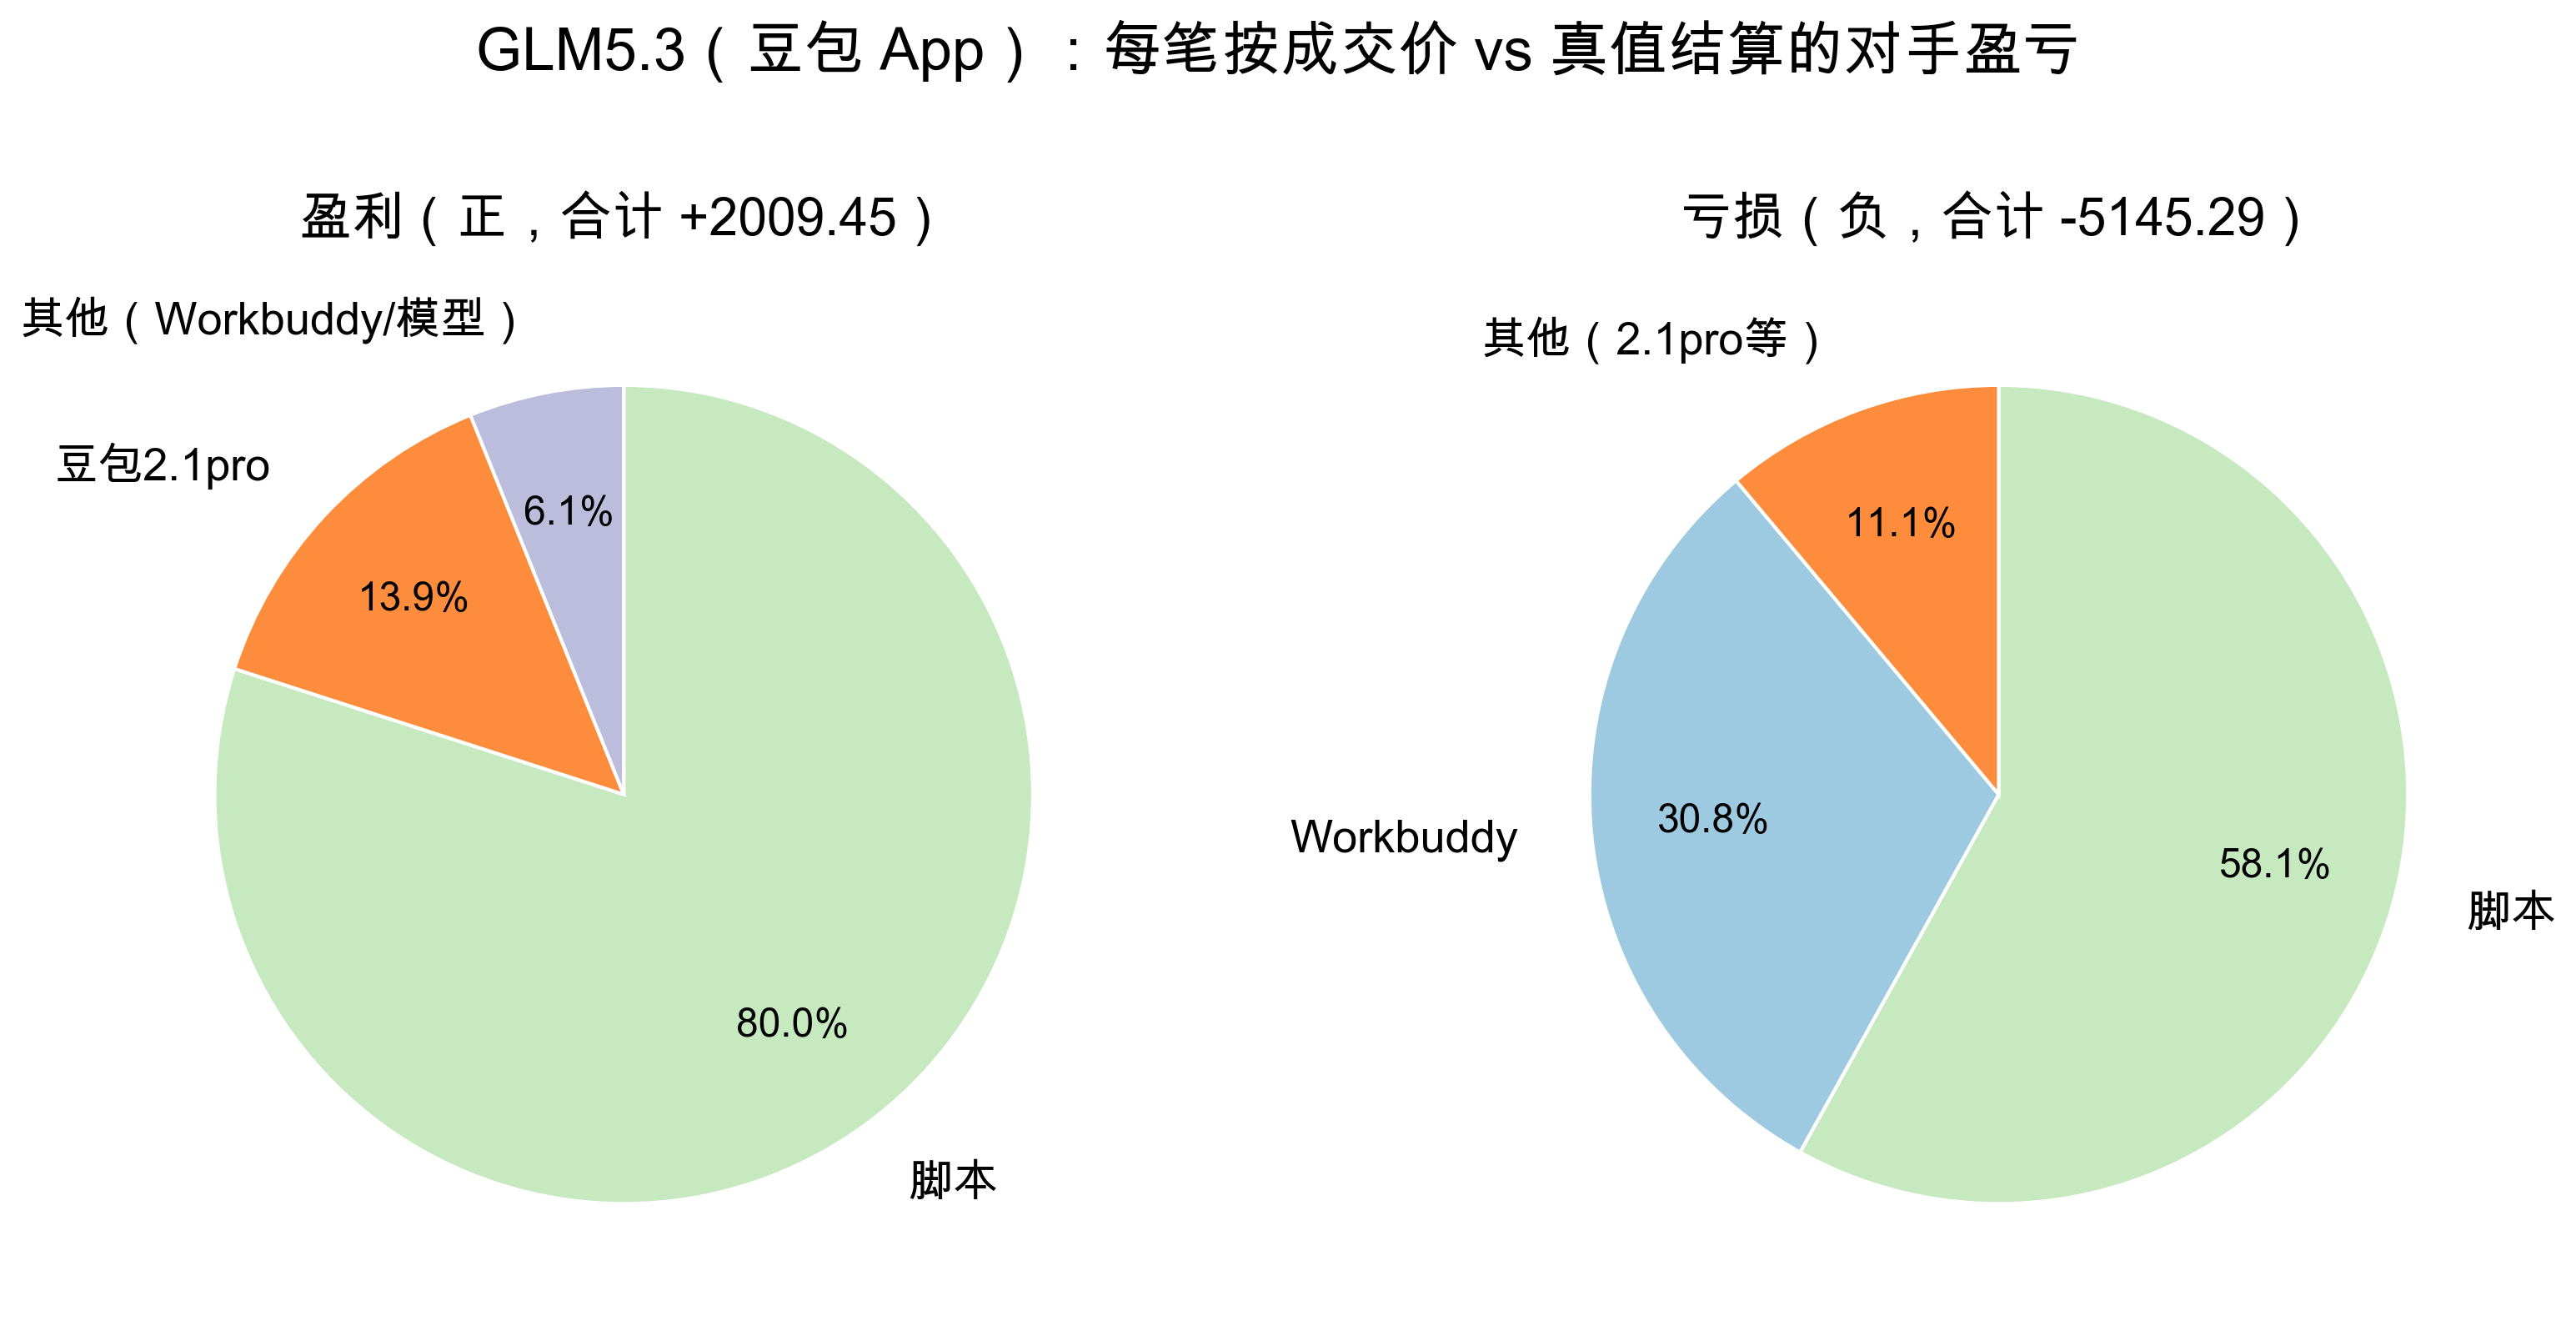 GLM5.3（豆包 App）：每笔按成交价 vs 真值结算的对手盈亏
盈利（正，合计 +2009.45）
其他（Workbuddy/模型）
豆包2.1pro
6.1%
13.9%
80.0%
脚本
亏损（负，合计 -5145.29）
其他（2.1pro等）
11.1%
30.8%
Workbuddy
58.1%
脚本